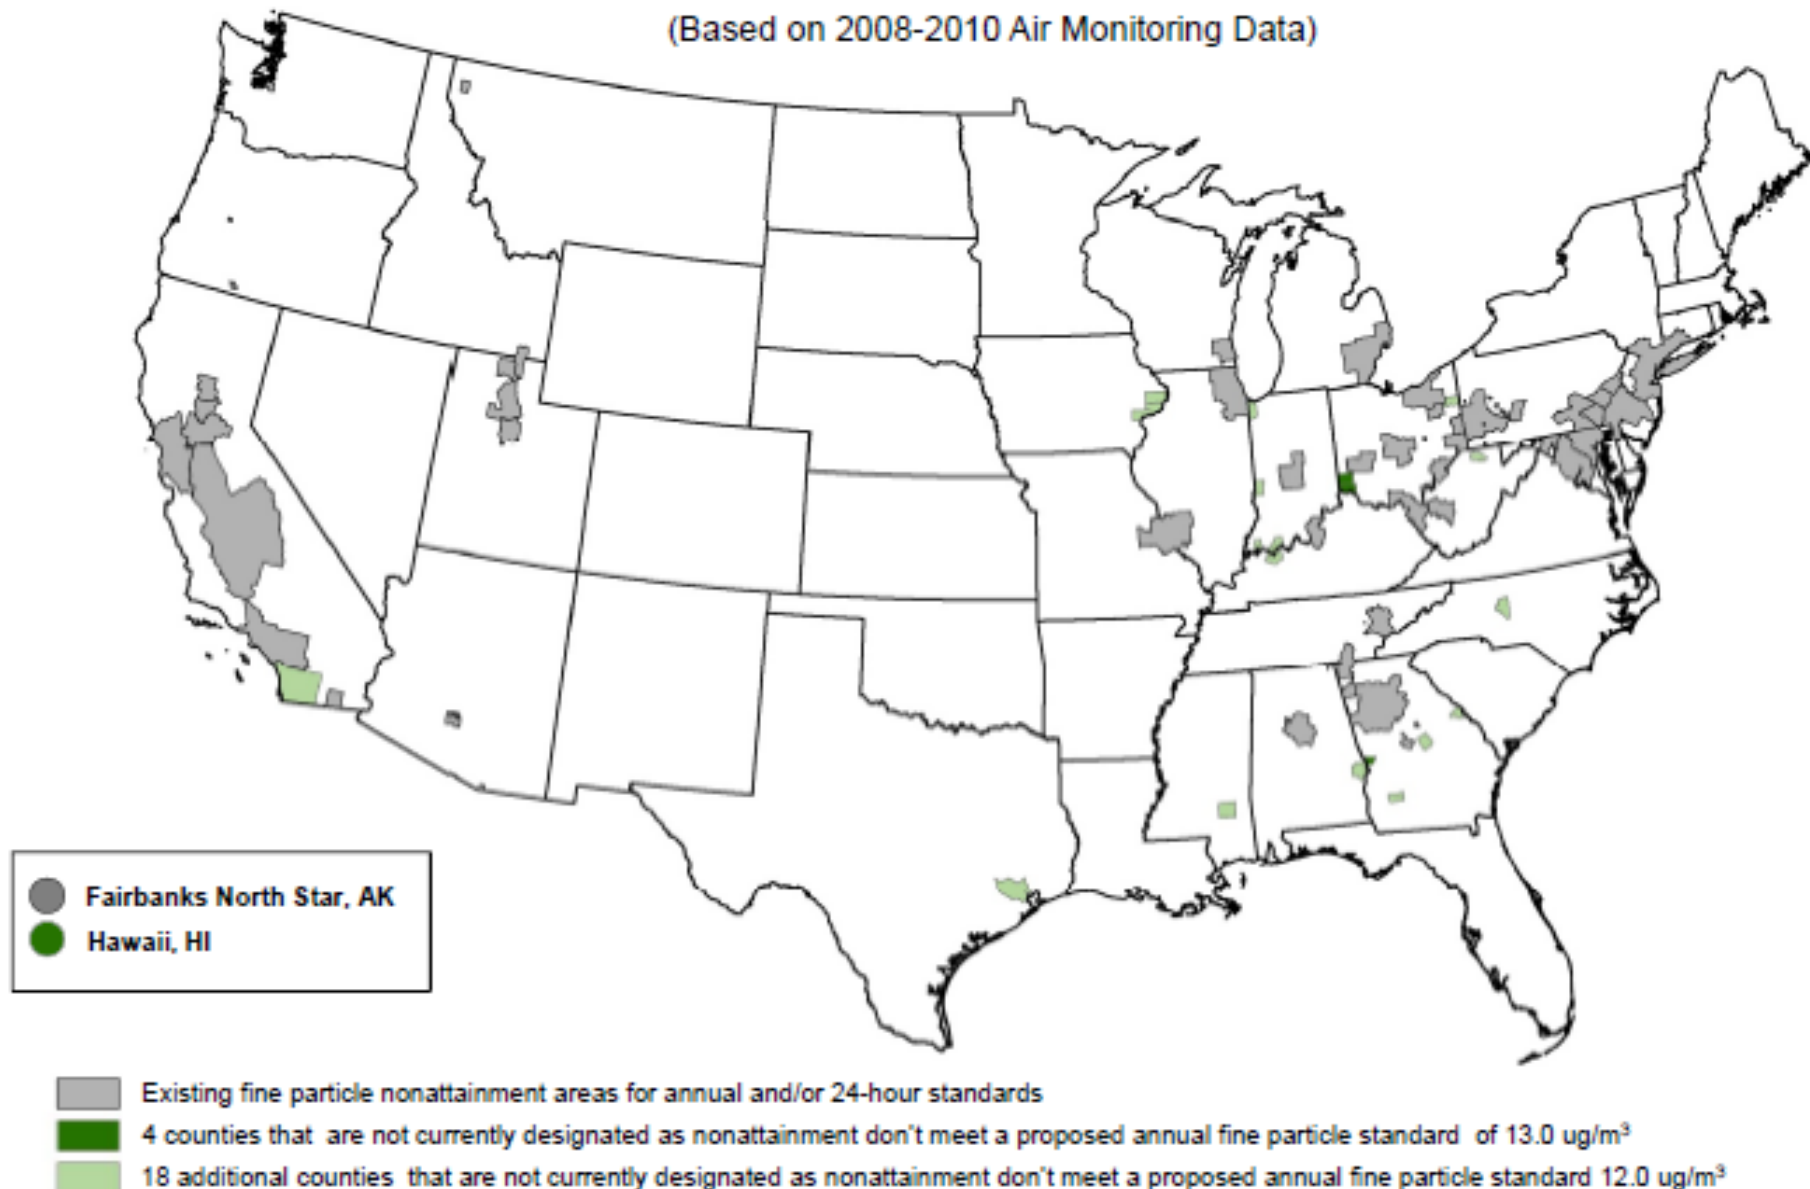 (Based on 2008-2010 Air Monitoring Data)
Fairbanks North Star, AK
Hawaii, HI
Existing fine particle nonattainment areas for annual and/or 24-hour standards
4 counties that are not currently designated as nonattainment don't meet a proposed annual fine particle standard of 13.0 ug/m³
18 additional counties that are not currently designated as nonattainment don't meet a proposed annual fine particle standard 12.0 ug/m³